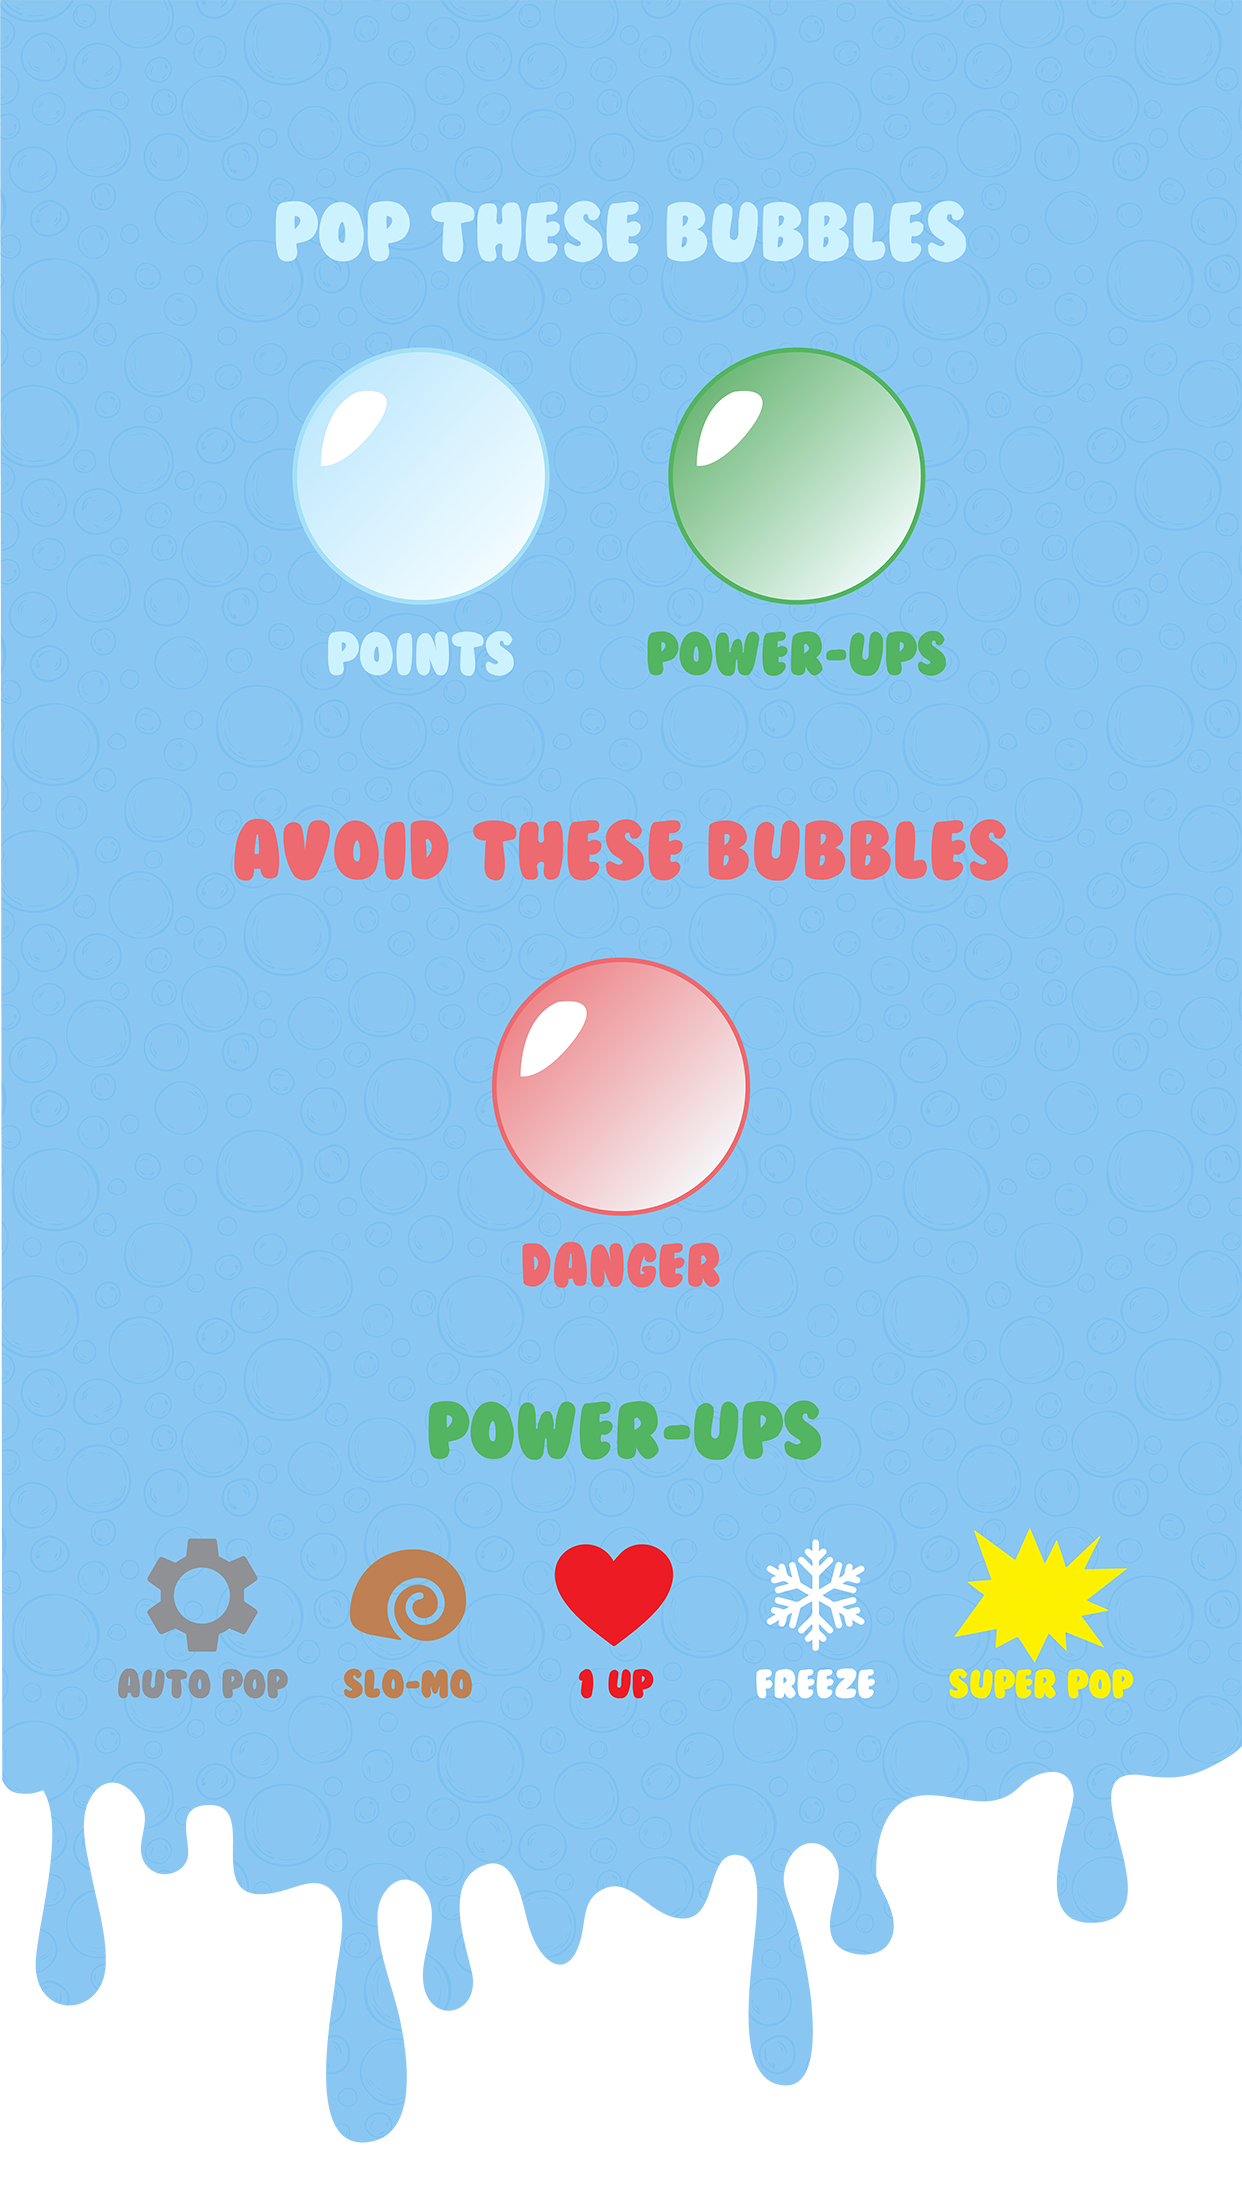 POP THESE BUBBLES
POINTS POWER-UPS
AVOID THESE BUBBLES
DANGER
POWER-UPS
AUTO POP SLO-MO 1 UP FREEZE SUPER POP